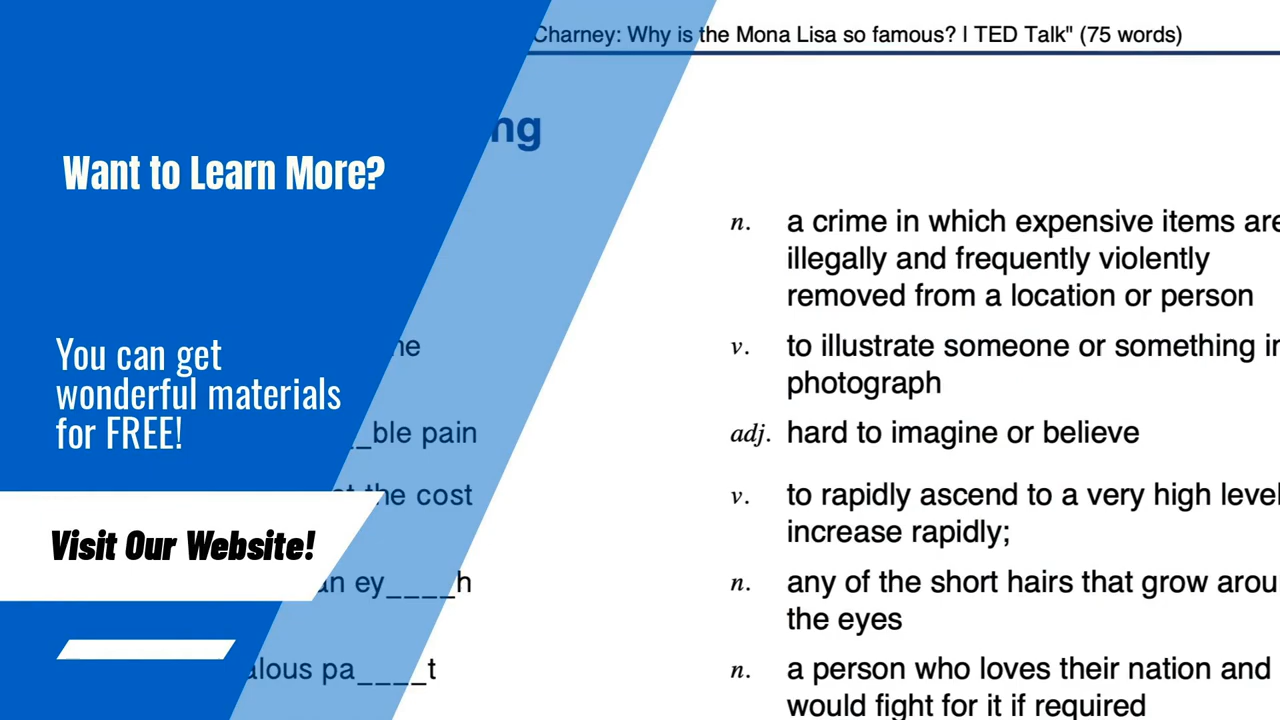 Charney: Why is the Mona Lisa so famous? | TED Talk" (75 words)
ng
Want to Learn More?
You can get
wonderful materials
for FREE!
Visit Our Website!
ne
_ble pain
the cost
an ey____h
alous pa____t
n. a crime in which expensive items are
illegally and frequently violently
removed from a location or person
v. to illustrate someone or something in
photograph
adj. hard to imagine or believe
v. to rapidly ascend to a very high level
increase rapidly;
n. any of the short hairs that grow arou
the eyes
n. a person who loves their nation and
would fight for it if required